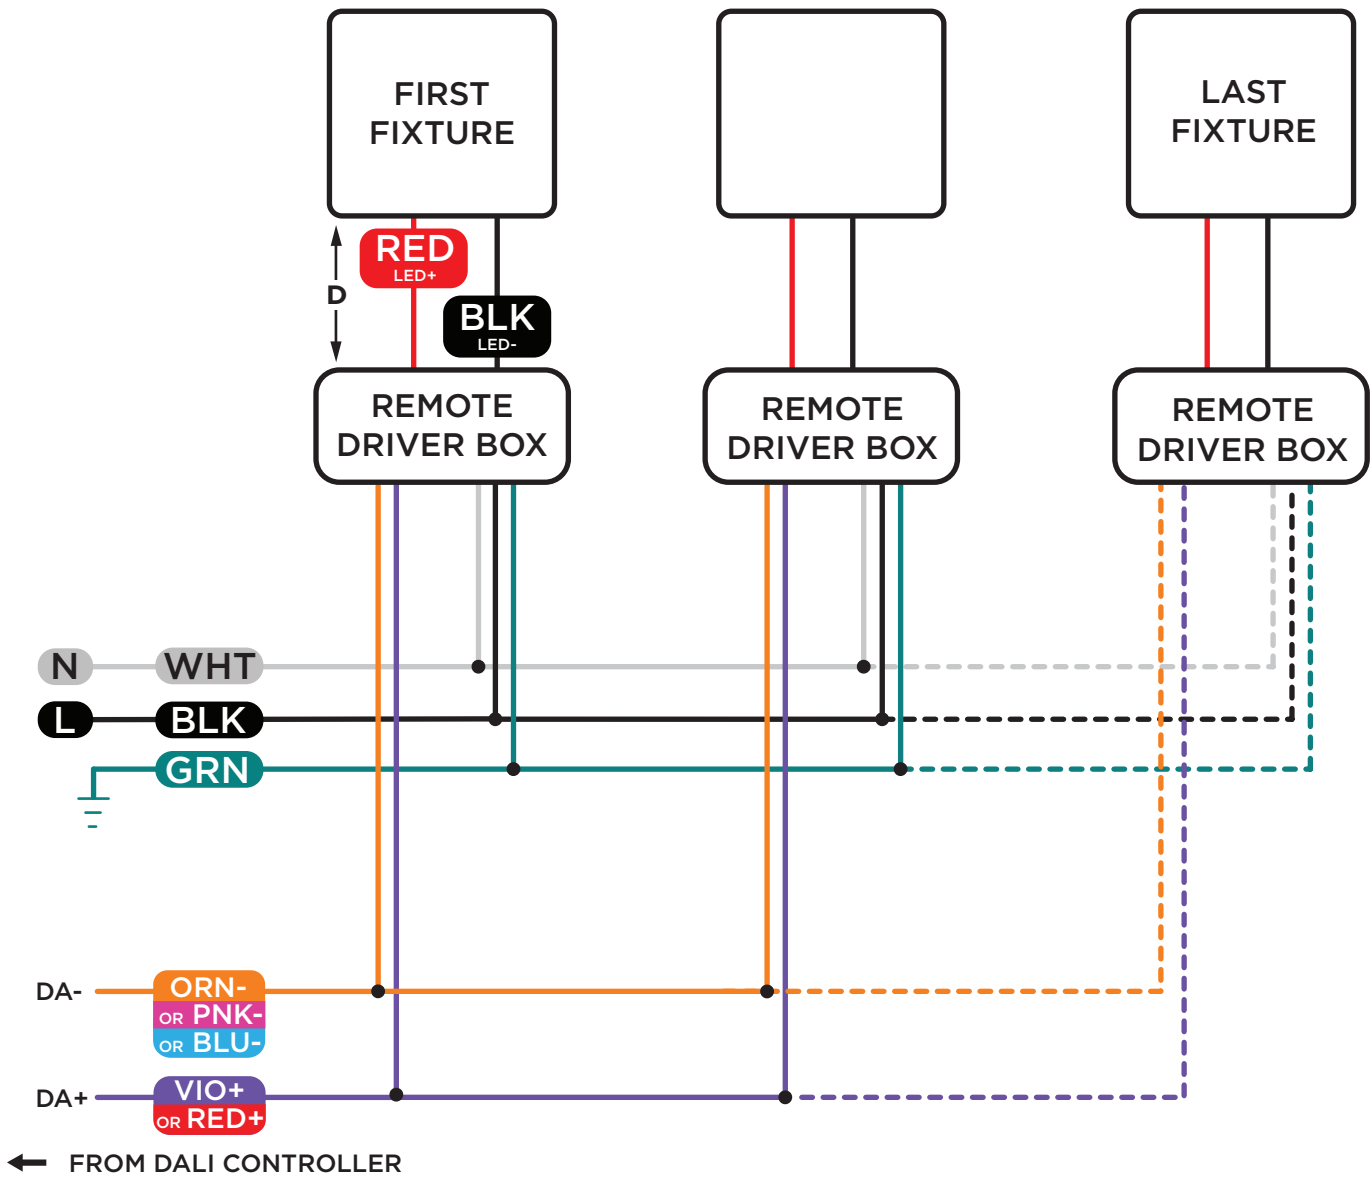 FIRST
FIXTURE
LAST
FIXTURE
RED
LED+
D
BLK
LED-
REMOTE
DRIVER BOX
REMOTE
DRIVER BOX
REMOTE
DRIVER BOX
N
WHT
L
BLK
GRN
DA-
ORN-
OR PNK-
OR BLU-
DA+
VIO+
OR RED+
FROM DALI CONTROLLER